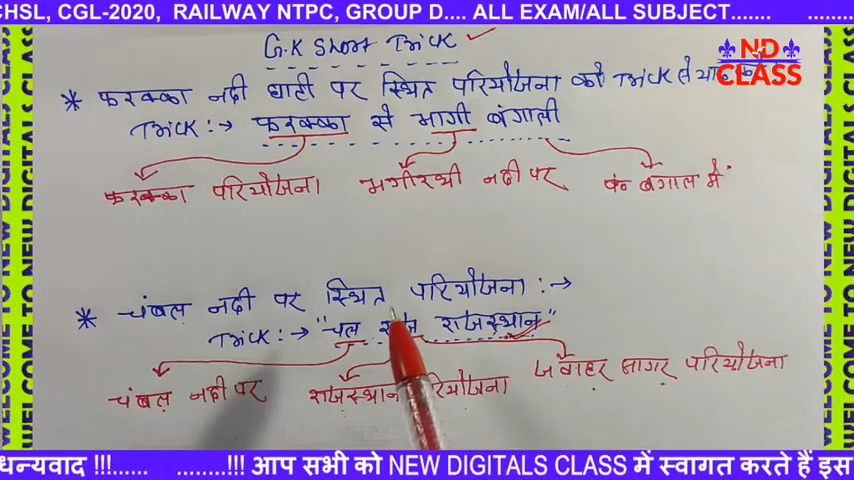 CHSL, CGL-2020, RAILWAY NTPC, GROUP D.... ALL EXAM/ALL SUBJECT....... ........
ND
CLASS
G.K Short Trick
* फरक्का नदी घाटी पर स्थित परियोजना को Trick से
Trick :→ फरक्का से भागी बंगाली
फरक्का परियोजना भगीरथी नदी पर बंगाल में
* चंबल नदी पर स्थित परियोजना :→
Trick :→ "चल राजस्थान"
चंबल नदी पर राजस्थान परियोजना जवाहर सागर परियोजना
धन्यवाद !!!...... ........!!! आप सभी को NEW DIGITALS CLASS में स्वागत करते हैं इस